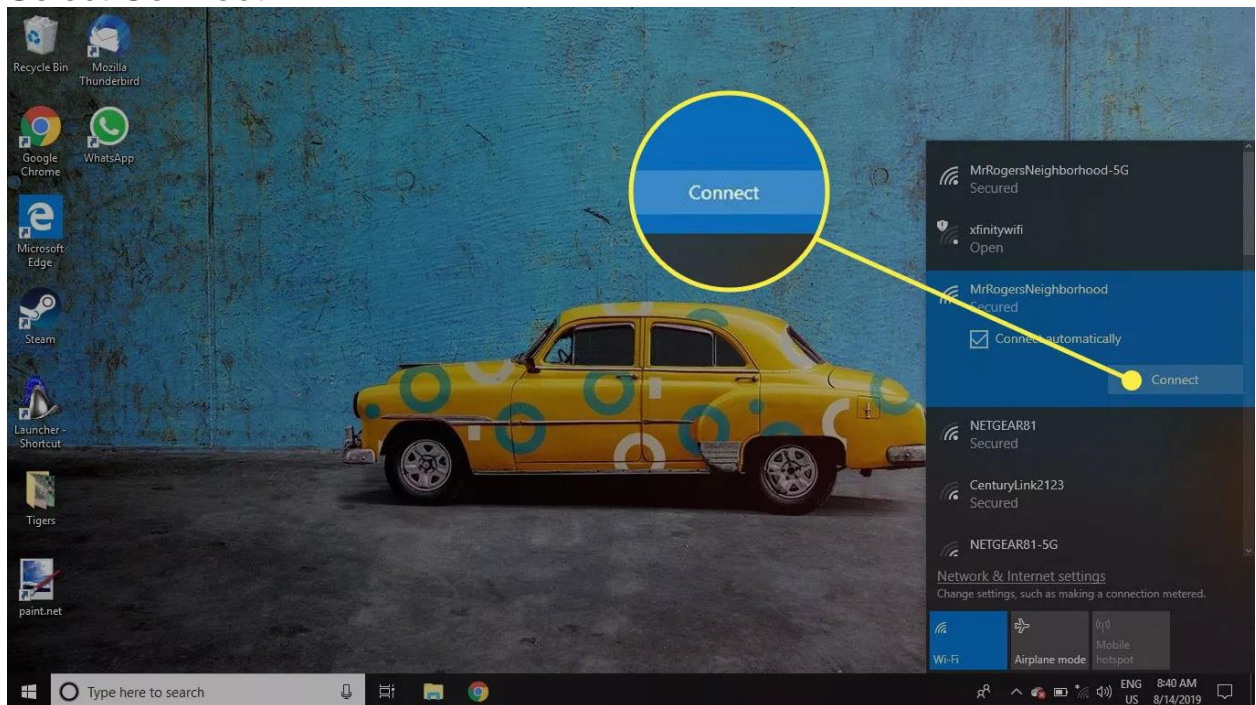 Recycle Bin
Mozilla
Thunderbird
Google
Chrome
WhatsApp
Microsoft
Edge
Steam
Launcher -
Shortcut
Tigers
paint.net
Connect
MrRogersNeighborhood-5G
Secured
xfinitywifi
Open
MrRogersNeighborhood
Secured
Connect automatically
Connect
NETGEAR81
Secured
CenturyLink2123
Secured
NETGEAR81-5G
Network & Internet settings
Change settings, such as making a connection metered.
Wi-Fi
Airplane mode
Mobile
hotspot
Type here to search
ENG
US
8:40 AM
8/14/2019